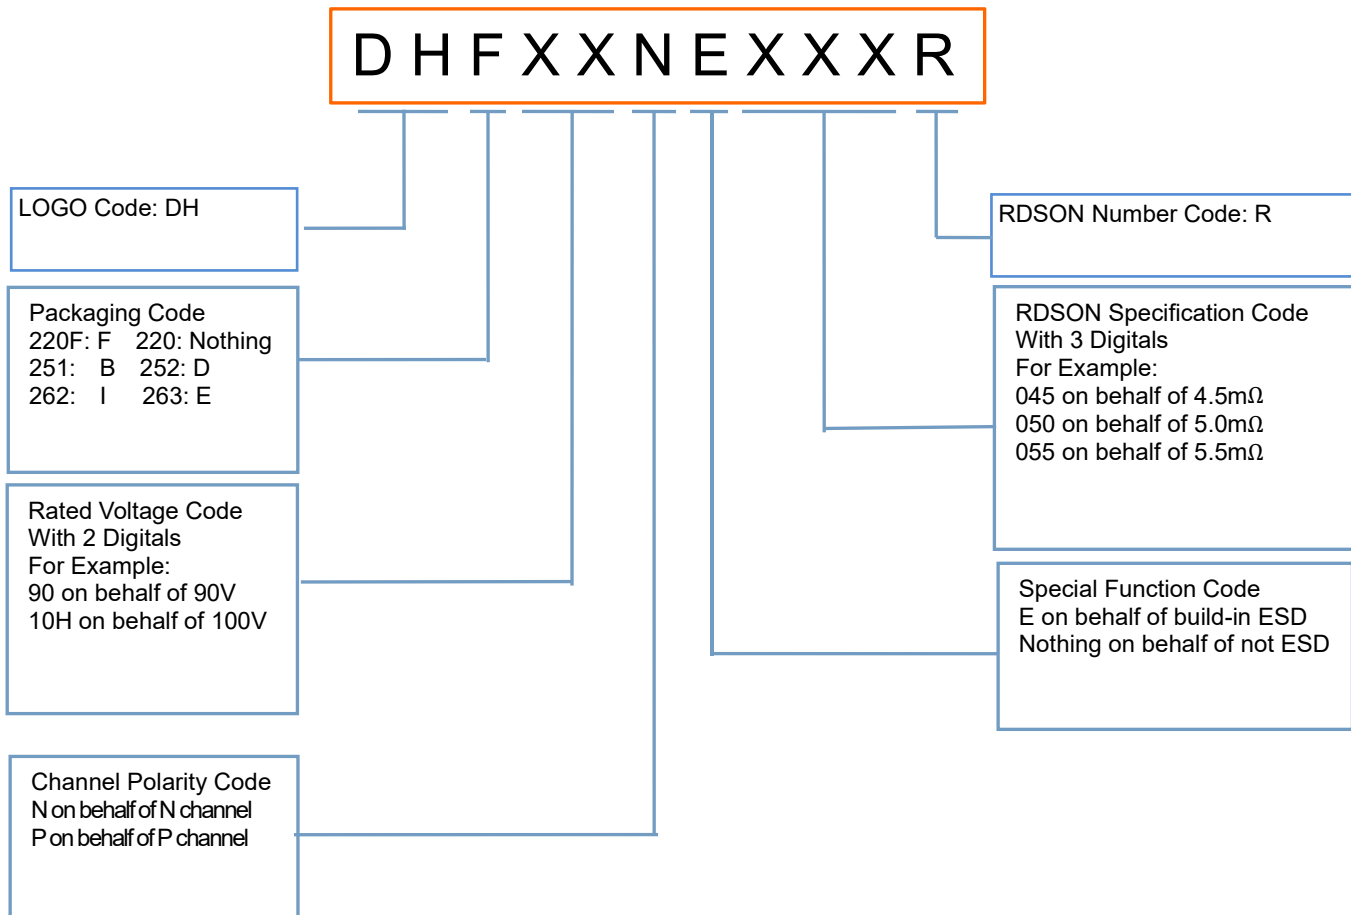 DHFXXNEXXXR
LOGO Code: DH
Packaging Code
220F: F 220: Nothing
251: B 252: D
262: I 263: E
Rated Voltage Code
With 2 Digitals
For Example:
90 on behalf of 90V
10H on behalf of 100V
Channel Polarity Code
N on behalf of N channel
P on behalf of P channel
RDSON Number Code: R
RDSON Specification Code
With 3 Digitals
For Example:
045 on behalf of 4.5mΩ
050 on behalf of 5.0mΩ
055 on behalf of 5.5mΩ
Special Function Code
E on behalf of build-in ESD
Nothing on behalf of not ESD